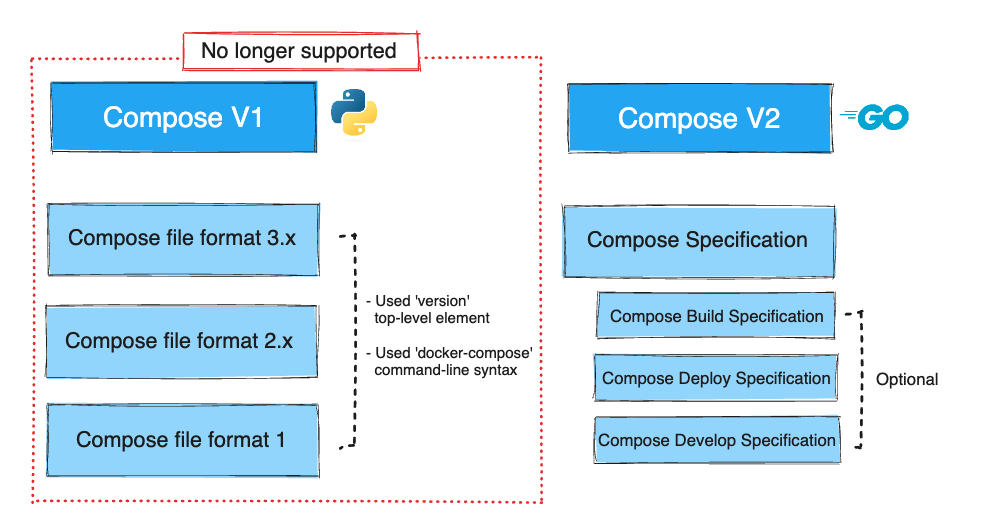 No longer supported
Compose V1
Compose file format 3.x
Compose file format 2.x
Compose file format 1
- Used 'version'
top-level element
- Used 'docker-compose'
command-line syntax
Compose V2
GO
Compose Specification
Compose Build Specification
Compose Deploy Specification
Compose Develop Specification
Optional